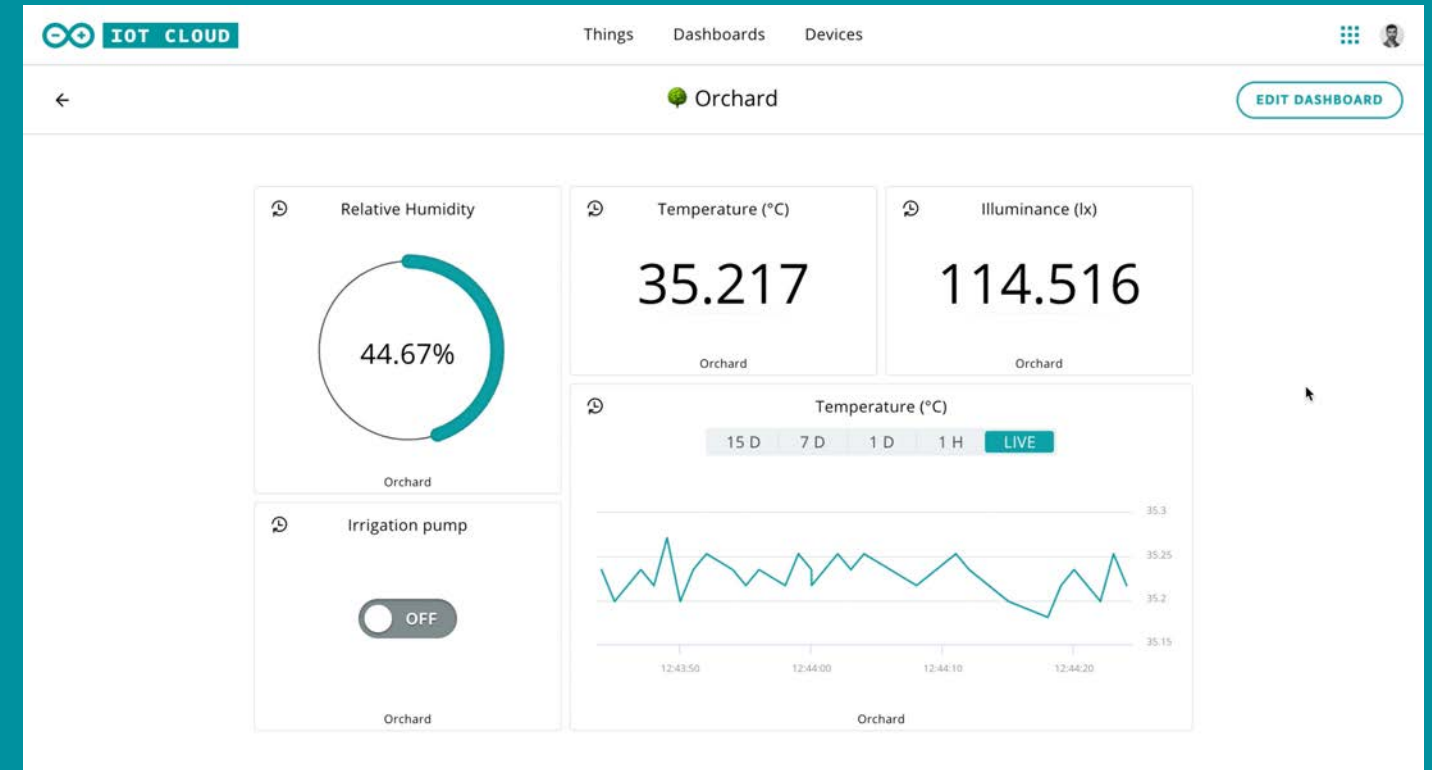 IOT CLOUD
Things Dashboards Devices
Orchard
EDIT DASHBOARD
Relative Humidity
44.67%
Orchard
Temperature (°C)
35.217
Orchard
Illuminance (lx)
114.516
Orchard
Irrigation pump
OFF
Orchard
Temperature (°C)
15 D 7 D 1 D 1 H LIVE
35.3
35.25
35.2
35.15
12:43:50 12:44:00 12:44:10 12:44:20
Orchard